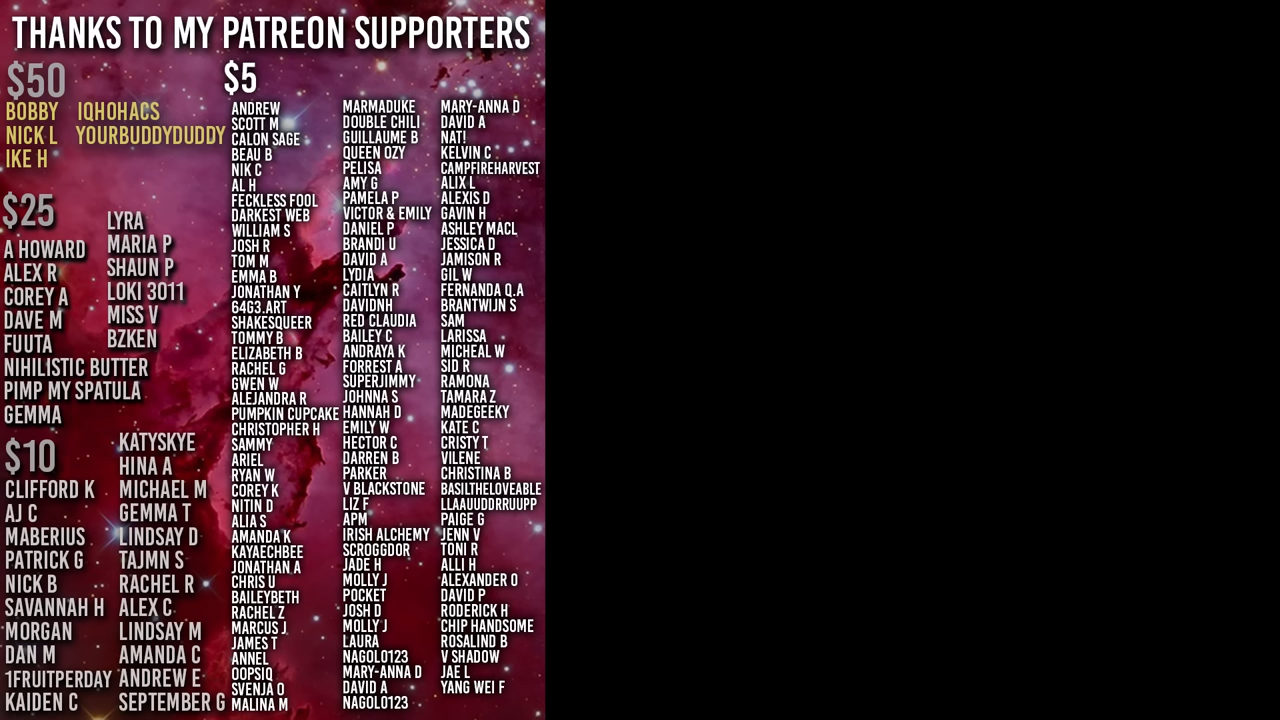 THANKS TO MY PATREON SUPPORTERS
$50
BOBBY
NICK L
IKE H
IQHOHACS
YOURBUDDYDUDDY
$25
A HOWARD
ALEX R
COREY A
DAVE M
FUUTA
NIHILISTIC BUTTER
PIMP MY SPATULA
GEMMA
LYRA
MARIA P
SHAUN P
LOKI 3011
MISS V
BZKEN
$10
CLIFFORD K
AJ C
MABERIUS
PATRICK G
NICK B
SAVANNAH H
MORGAN
DAN M
1FRUITPERDAY
KAIDEN C
KATYSKYE
HINA A
MICHAEL M
GEMMA T
LINDSAY D
TAJMN S
RACHEL R
ALEX C
LINDSAY M
AMANDA C
ANDREW E
SEPTEMBER G
$5
ANDREW
SCOTT M
CALON SAGE
BEAU B
NIK C
AL H
FECKLESS FOOL
DARKEST WEB
WILLIAM S
JOSH R
TOM M
EMMA B
JONATHAN Y
64G3.ART
SHAKESQUEER
TOMMY B
ELIZABETH B
RACHEL G
GWEN W
ALEJANDRA R
PUMPKIN CUPCAKE
CHRISTOPHER H
SAMMY
ARIEL
RYAN W
COREY K
NITIN D
ALIA S
AMANDA K
KAYAECHBEE
JONATHAN A
CHRIS U
BAILEYBETH
RACHEL Z
MARCUS J
JAMES T
ANNEL
OOPSIQ
SVENJA O
MALINA M
MARMADUKE
DOUBLE CHILI
GUILLAUME B
QUEEN OZY
PELISA
AMY G
PAMELA P
VICTOR & EMILY
DANIEL P
BRANDI U
DAVID A
LYDIA
CAITLYN R
DAVIDNH
RED CLAUDIA
BAILEY C
ANDRAYA K
FORREST A
SUPERJIMMY
JOHNNA S
HANNAH D
EMILY W
HECTOR C
DARREN B
PARKER
V BLACKSTONE
LIZ F
APM
IRISH ALCHEMY
SCROGGDOR
JADE H
MOLLY J
POCKET
JOSH D
MOLLY J
LAURA
NAGOLO123
MARY-ANNA D
DAVID A
NAGOLO123
MARY-ANNA D
DAVID A
NAT!
KELVIN C
CAMPFIREHARVEST
ALIX L
ALEXIS D
GAVIN H
ASHLEY MACL
JESSICA D
JAMISON R
GIL W
FERNANDA Q.A
BRANTWIJN S
SAM
LARISSA
MICHEAL W
SID R
RAMONA
TAMARA Z
MADEGEEKY
KATE C
CRISTY T
VILENE
CHRISTINA B
BASILTHELOVEABLE
LLAAUUDDRRUUPP
PAIGE G
JENN V
TONI R
ALLI H
ALEXANDER O
DAVID P
RODERICK H
CHIP HANDSOME
ROSALIND B
V SHADOW
JAE L
YANG WEI F